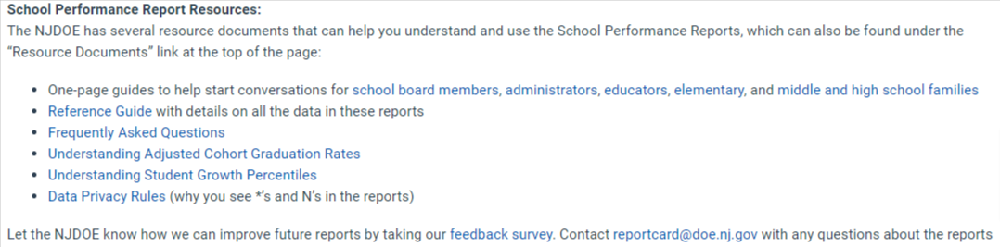 School Performance Report Resources:
The NJDOE has several resource documents that can help you understand and use the School Performance Reports, which can also be found under the
“Resource Documents” link at the top of the page:
• One-page guides to help start conversations for school board members, administrators, educators, elementary, and middle and high school families
• Reference Guide with details on all the data in these reports
• Frequently Asked Questions
• Understanding Adjusted Cohort Graduation Rates
• Understanding Student Growth Percentiles
• Data Privacy Rules (why you see *’s and N’s in the reports)
Let the NJDOE know how we can improve future reports by taking our feedback survey. Contact reportcard@doe.nj.gov with any questions about the reports